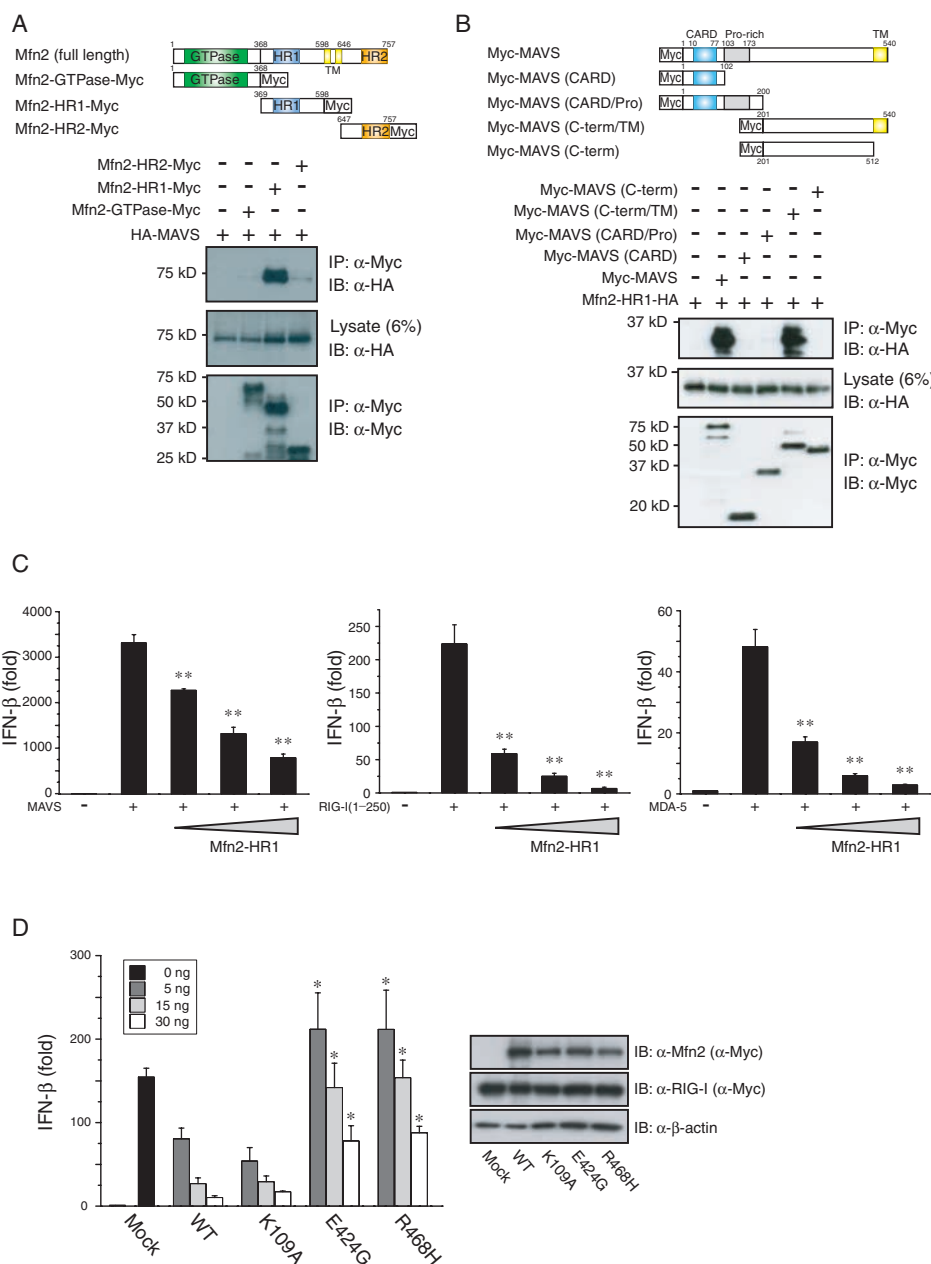 A
1 368 598 646 757
Mfn2 (full length) GTPase HR1 HR2
TM
1 368
Mfn2-GTPase-Myc GTPase Myc
369 598
Mfn2-HR1-Myc HR1 Myc
647 757
Mfn2-HR2-Myc HR2 Myc
Mfn2-HR2-Myc - - - +
Mfn2-HR1-Myc - - + -
Mfn2-GTPase-Myc - + - -
HA-MAVS + + + +
75 kD
IP: α-Myc
IB: α-HA
75 kD
Lysate (6%)
IB: α-HA
75 kD
50 kD
37 kD
25 kD
IP: α-Myc
IB: α-Myc
B
CARD Pro-rich TM
1 10 77 103 173 540
Myc-MAVS Myc
1 102
Myc-MAVS (CARD) Myc
1 200
Myc-MAVS (CARD/Pro) Myc
201 540
Myc-MAVS (C-term/TM) Myc
Myc-MAVS (C-term) Myc
201 512
Myc-MAVS (C-term) - - - - - +
Myc-MAVS (C-term/TM) - - - - + -
Myc-MAVS (CARD/Pro) - - - + - -
Myc-MAVS (CARD) - - + - - -
Myc-MAVS - + - - - -
Mfn2-HR1-HA + + + + + +
37 kD
IP: α-Myc
IB: α-HA
37 kD
Lysate (6%)
IB: α-HA
75 kD
50 kD
37 kD
20 kD
IP: α-Myc
IB: α-Myc
C
IFN-β (fold)
4000
3000
2000
1000
0
** ** **
MAVS - + + + +
Mfn2-HR1
IFN-β (fold)
250
200
150
100
50
0
** ** **
RIG-I(1–250) - + + + +
Mfn2-HR1
IFN-β (fold)
60
40
20
0
** ** **
MDA-5 - + + + +
Mfn2-HR1
D
IFN-β (fold)
300
200
100
0
0 ng
5 ng
15 ng
30 ng
* * * * * *
Mock WT K109A E424G R468H
IB: α-Mfn2 (α-Myc)
IB: α-RIG-I (α-Myc)
IB: α-β-actin
Mock WT K109A E424G R468H